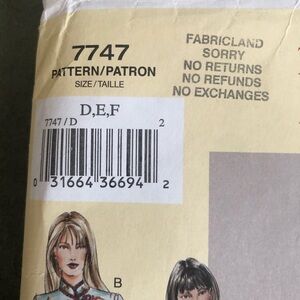 7747
PATTERN/PATRON
SIZE/TAILLE
FABRICLAND
SORRY
NO RETURNS
NO REFUNDS
NO EXCHANGES
D,E,F
7747 / D 2
0 31664 36694 2
B